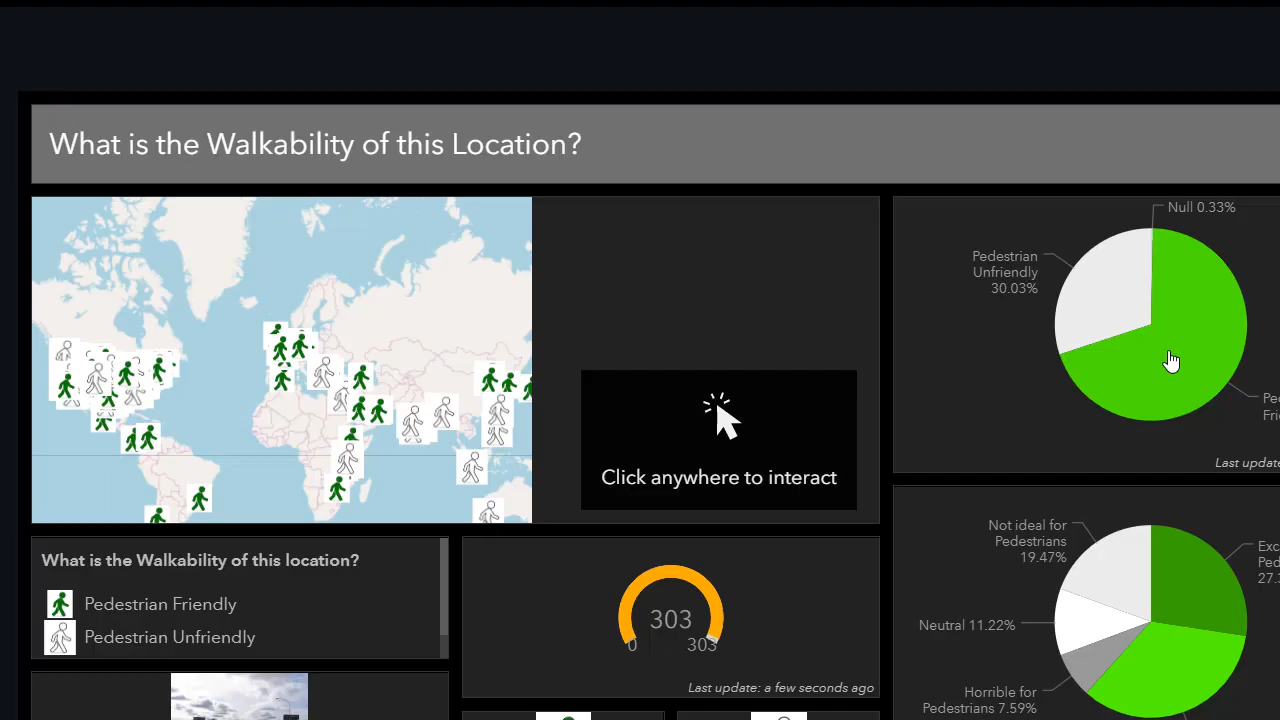 What is the Walkability of this Location?
Null 0.33%
Pedestrian
Unfriendly
30.03%
Click anywhere to interact
Last update
What is the Walkability of this location?
Pedestrian Friendly
Pedestrian Unfriendly
303
0
303
Last update: a few seconds ago
Not ideal for
Pedestrians
19.47%
Neutral 11.22%
Horrible for
Pedestrians 7.59%